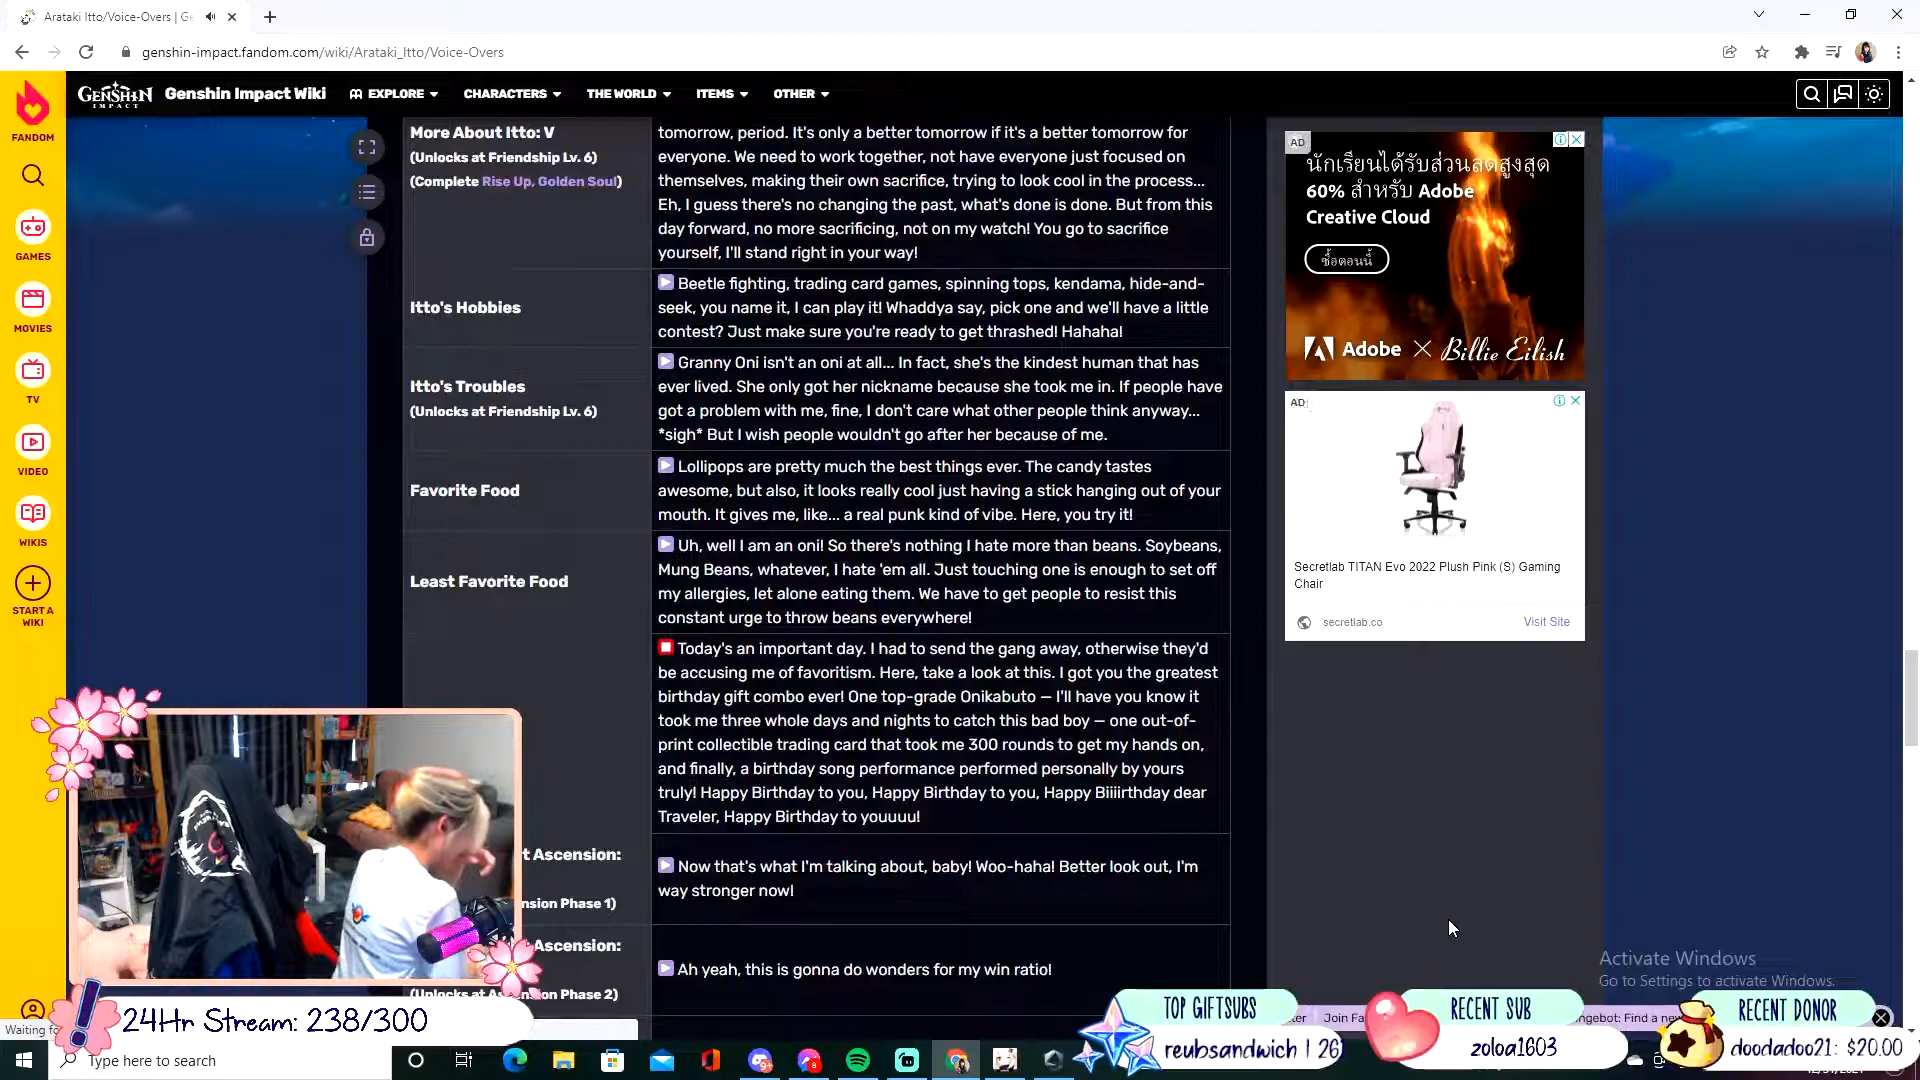 Arataki Itto/Voice-Overs | Ge
genshin-impact.fandom.com/wiki/Arataki_Itto/Voice-Overs
GENSHIN
IMPACT
Genshin Impact Wiki
EXPLORE
CHARACTERS
THE WORLD
ITEMS
OTHER
FANDOM
GAMES
MOVIES
TV
VIDEO
WIKIS
START A
WIKI
More About Itto: V
(Unlocks at Friendship Lv. 6)
(Complete Rise Up, Golden Soul)
tomorrow, period. It's only a better tomorrow if it's a better tomorrow for
everyone. We need to work together, not have everyone just focused on
themselves, making their own sacrifice, trying to look cool in the process...
Eh, I guess there's no changing the past, what's done is done. But from this
day forward, no more sacrificing, not on my watch! You go to sacrifice
yourself, I'll stand right in your way!
Itto's Hobbies
Beetle fighting, trading card games, spinning tops, kendama, hide-and-
seek, you name it, I can play it! Whaddya say, pick one and we'll have a little
contest? Just make sure you're ready to get thrashed! Hahaha!
Itto's Troubles
(Unlocks at Friendship Lv. 6)
Granny Oni isn't an oni at all... In fact, she's the kindest human that has
ever lived. She only got her nickname because she took me in. If people have
got a problem with me, fine, I don't care what other people think anyway...
*sigh* But I wish people wouldn't go after her because of me.
Favorite Food
Lollipops are pretty much the best things ever. The candy tastes
awesome, but also, it looks really cool just having a stick hanging out of your
mouth. It gives me, like... a real punk kind of vibe. Here, you try it!
Least Favorite Food
Uh, well I am an oni! So there's nothing I hate more than beans. Soybeans,
Mung Beans, whatever, I hate 'em all. Just touching one is enough to set off
my allergies, let alone eating them. We have to get people to resist this
constant urge to throw beans everywhere!
Today's an important day. I had to send the gang away, otherwise they'd
be accusing me of favoritism. Here, take a look at this. I got you the greatest
birthday gift combo ever! One top-grade Onikabuto — I'll have you know it
took me three whole days and nights to catch this bad boy — one out-of-
print collectible trading card that took me 300 rounds to get my hands on,
and finally, a birthday song performance performed personally by yours
truly! Happy Birthday to you, Happy Birthday to you, Happy Biiiirthday dear
Traveler, Happy Birthday to youuuu!
t Ascension:
nsion Phase 1)
Now that's what I'm talking about, baby! Woo-haha! Better look out, I'm
way stronger now!
Ascension:
(Unlocks at Ascension Phase 2)
Ah yeah, this is gonna do wonders for my win ratio!
AD
นักเรียนได้รับส่วนลดสูงสุด
60% สำหรับ Adobe
Creative Cloud
ซื้อตอนนี้
Adobe × Billie Eilish
AD
Secretlab TITAN Evo 2022 Plush Pink (S) Gaming
Chair
secretlab.co
Visit Site
Activate Windows
Go to Settings to activate Windows.
Waiting fo
24Hr Stream: 238/300
TOP GIFTSUBS
reubsandwich | 26
Join Fa
RECENT SUB
zoloa1603
ngebot: Find a new
RECENT DONOR
doodadoo21: $20.00
Type here to search